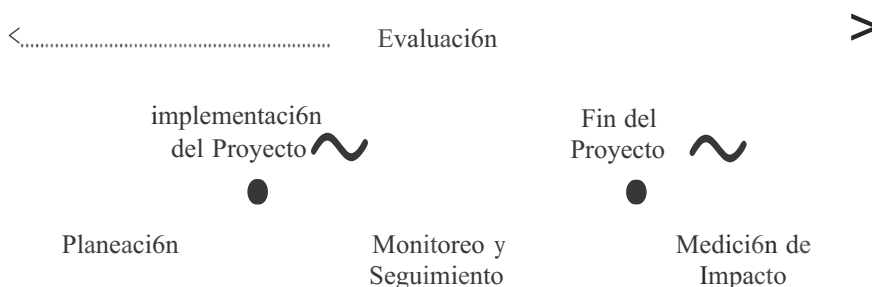 Evaluaci6n
implementaci6n
del Proyecto
Fin del
Proyecto
Planeaci6n
Monitoreo y
Seguimiento
Medici6n de
Impacto